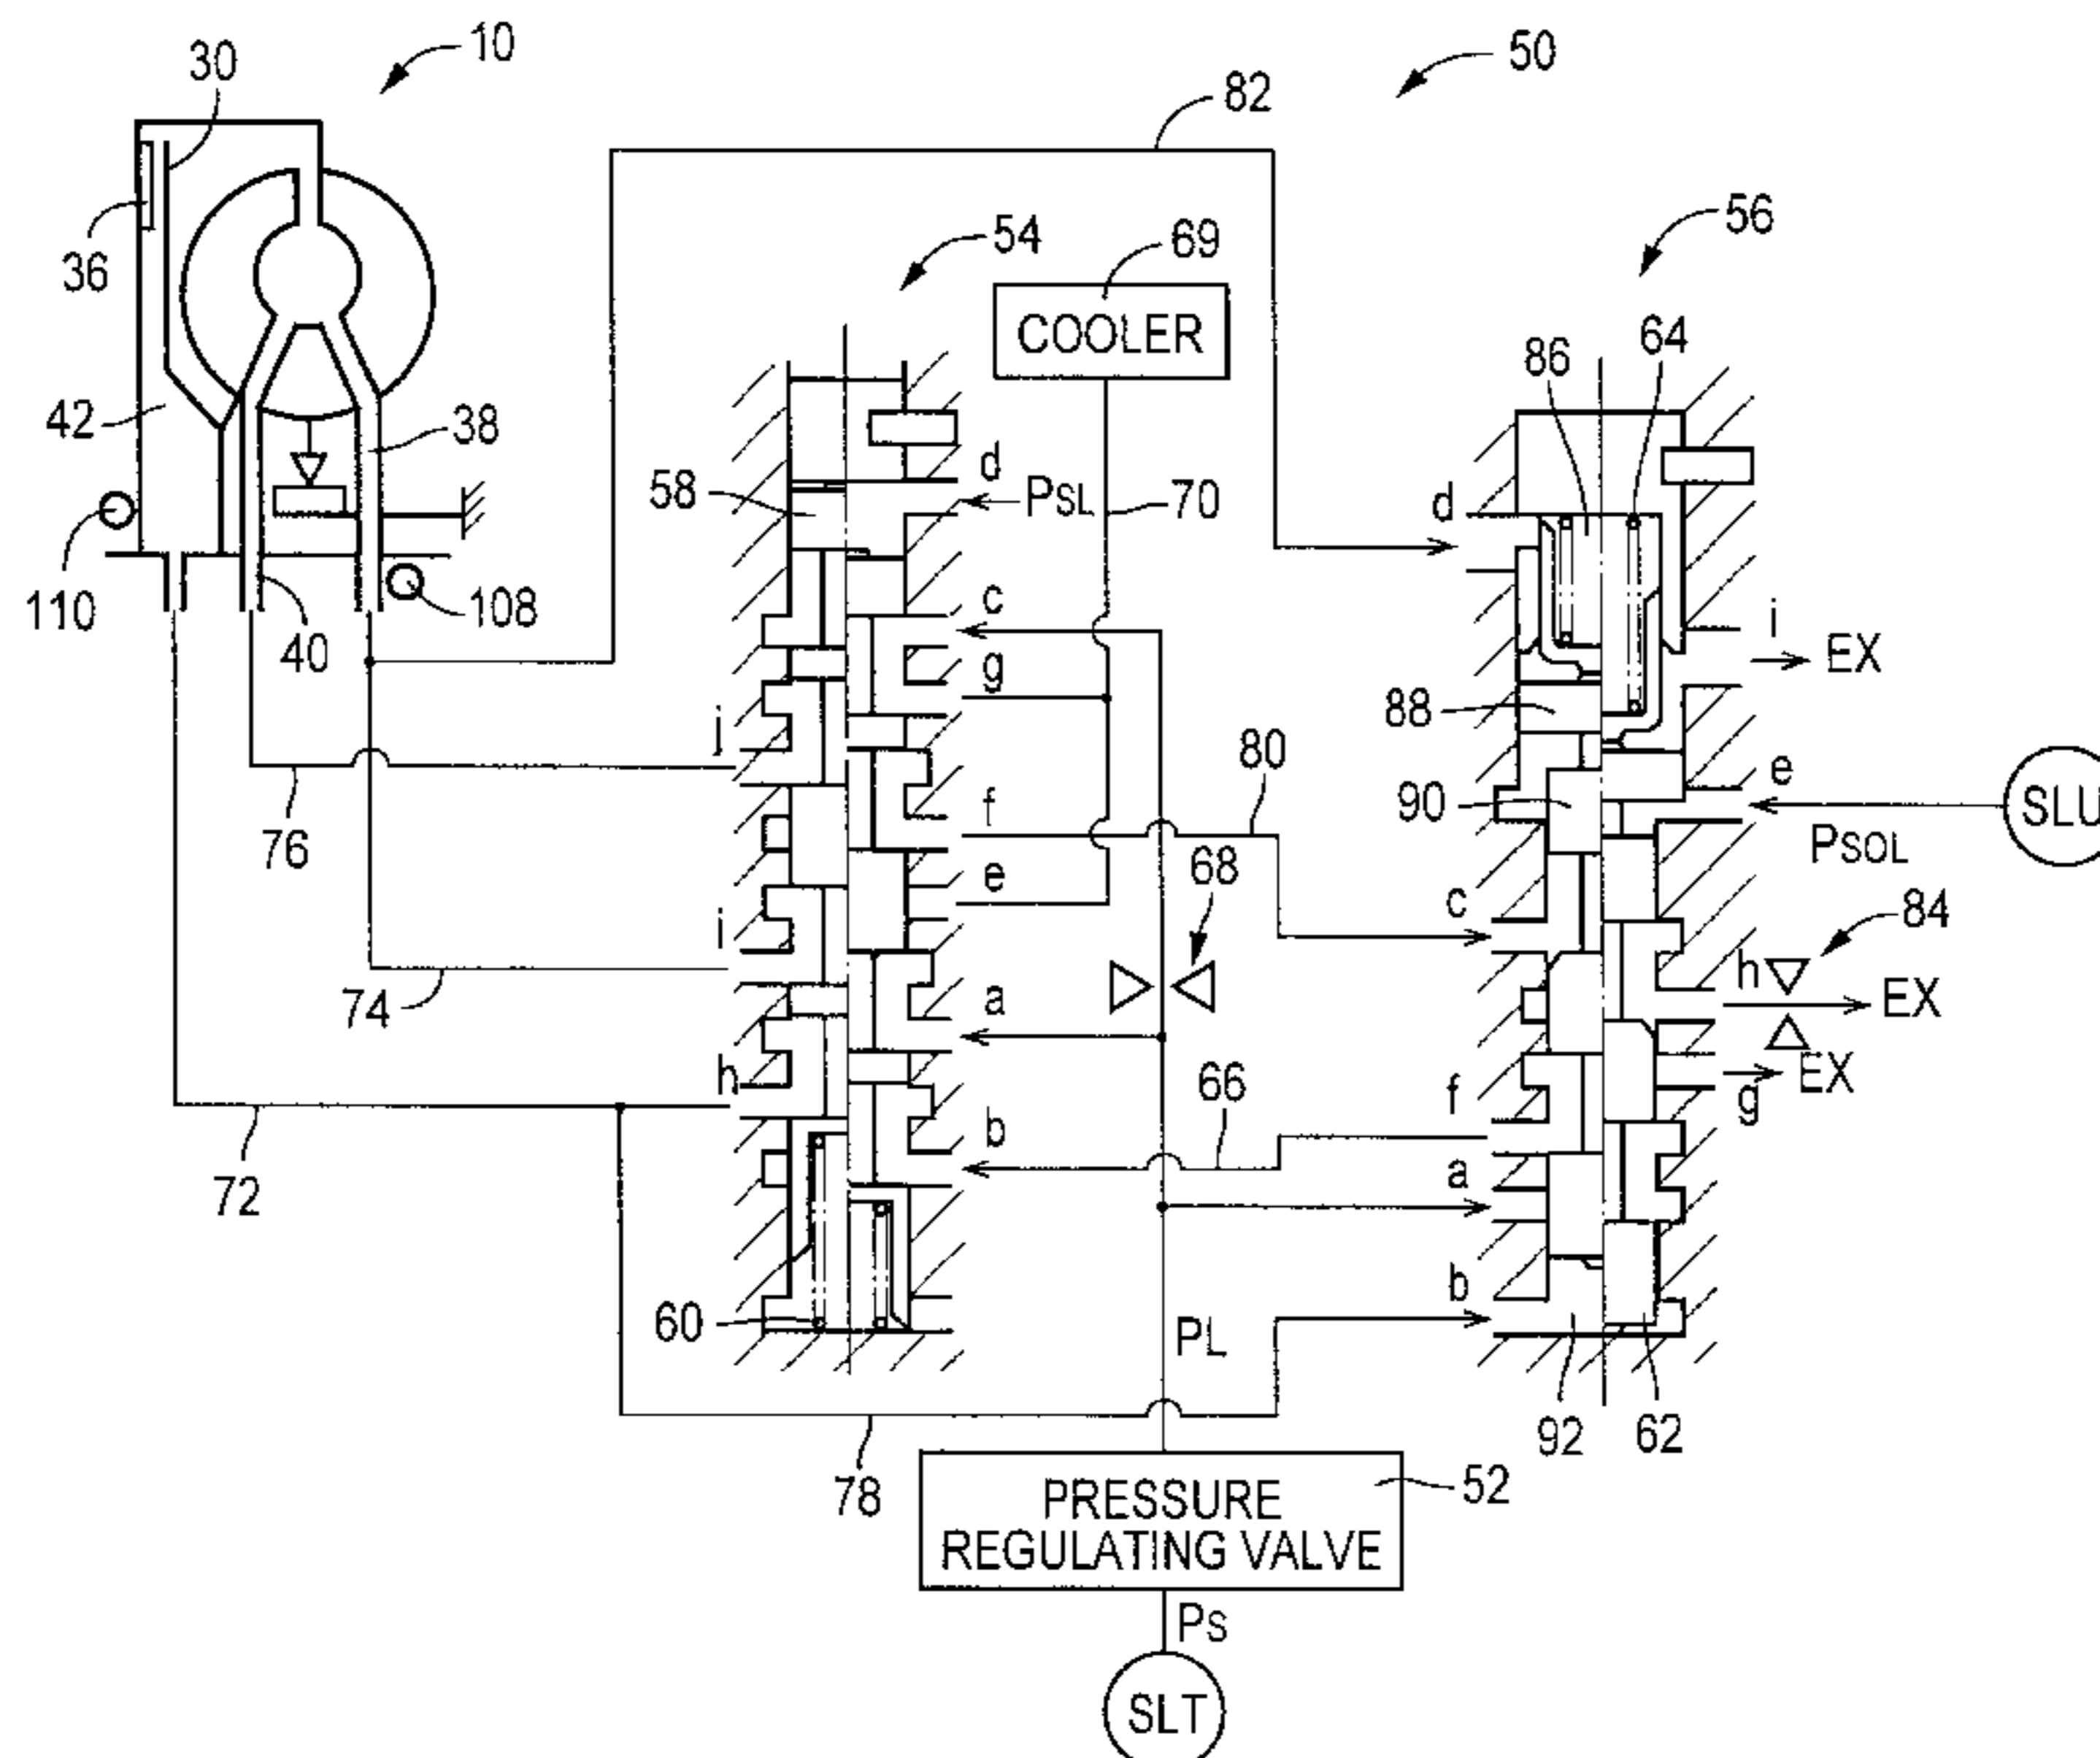 10
50
30
82
36
54
69
56
COOLER
86
64
42
38
58
d
PSL
70
d
110
40
108
c
g
i
EX
88
j
80
e
76
f
90
SLU
PSOL
68
e
c
84
i
h
EX
74
a
66
EX
h
f
g
b
a
72
60
b
PL
92
62
78
PRESSURE
REGULATING VALVE
52
PS
SLT